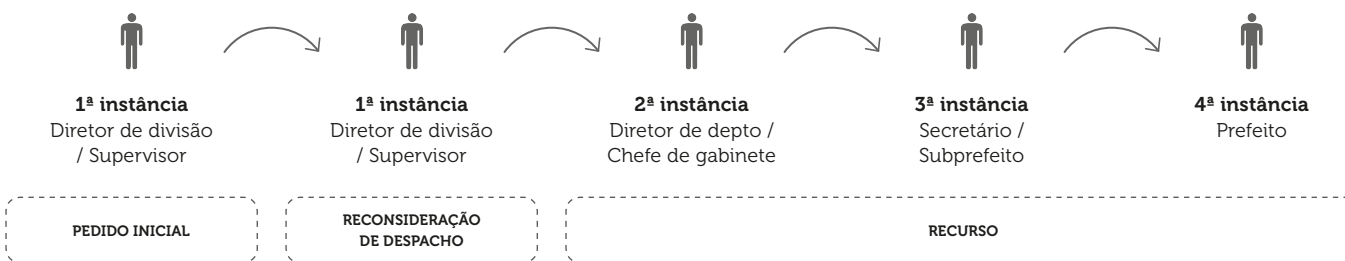 1ª instância
Diretor de divisão
/ Supervisor
1ª instância
Diretor de divisão
/ Supervisor
2ª instância
Diretor de depto /
Chefe de gabinete
3ª instância
Secretário /
Subprefeito
4ª instância
Prefeito
PEDIDO INICIAL
RECONSIDERAÇÃO
DE DESPACHO
RECURSO